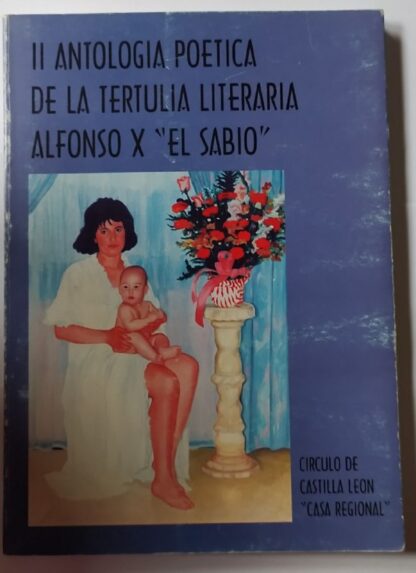 II ANTOLOGIA POETICA
DE LA TERTULIA LITERARIA
ALFONSO X "EL SABIO"
CIRCULO DE
CASTILLA LEON
"CASA REGIONAL"